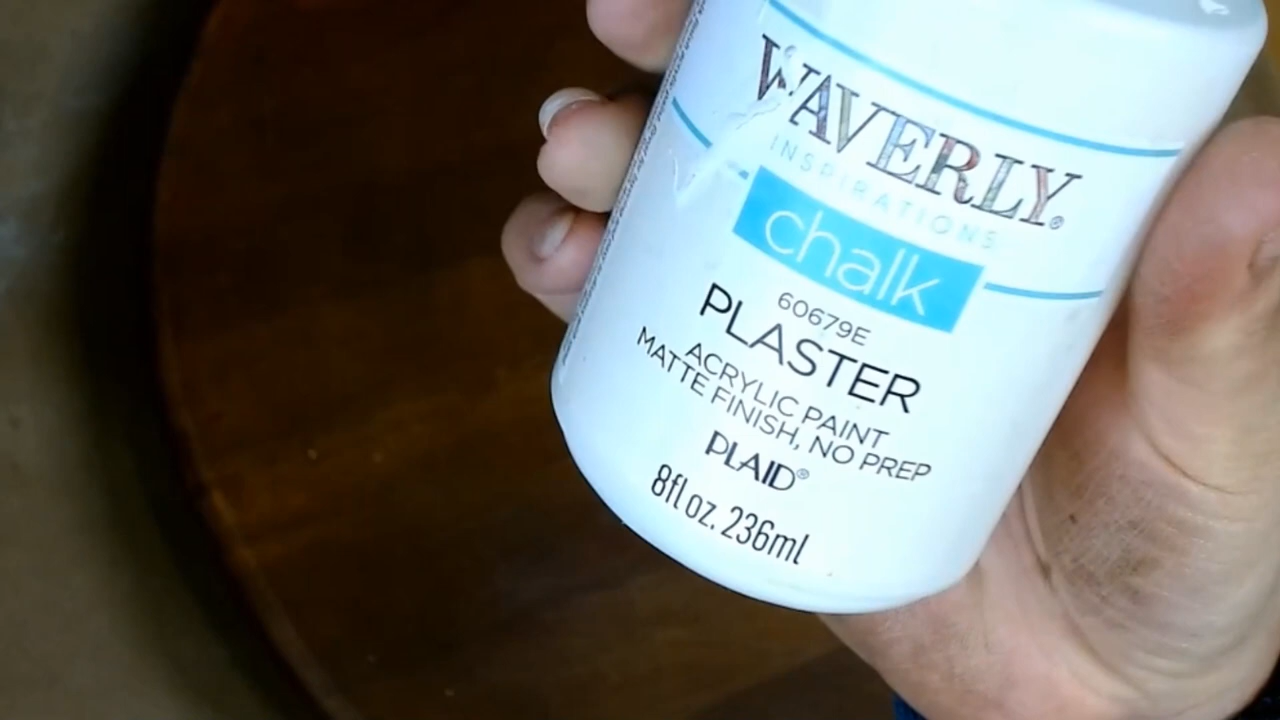 WAVERLY®
INSPIRATIONS
chalk
60679E
PLASTER
ACRYLIC PAINT
MATTE FINISH, NO PREP
PLAID®
8fl oz. 236ml